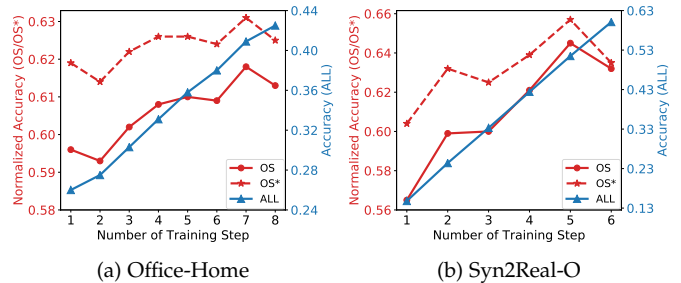 Normalized Accuracy (OS/OS*)
0.63
0.62
0.61
0.60
0.59
0.58
1 2 3 4 5 6 7 8
Number of Training Step
0.44
0.40
0.36
0.32
0.28
0.24
Accuracy (ALL)
OS
OS*
ALL
(a) Office-Home
Normalized Accuracy (OS/OS*)
0.66
0.64
0.62
0.60
0.58
0.56
1 2 3 4 5 6
Number of Training Step
0.63
0.53
0.43
0.33
0.23
0.13
Accuracy (ALL)
OS
OS*
ALL
(b) Syn2Real-O